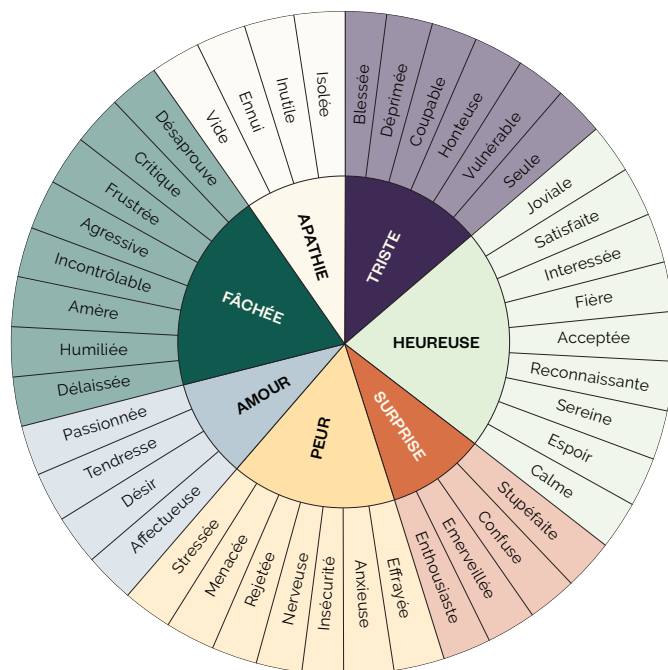 TRISTE
Blessée
Déprimée
Coupable
Honteuse
Vulnérable
Seule
HEUREUSE
Joviale
Satisfaite
Interessée
Fière
Acceptée
Reconnaissante
Sereine
Espoir
Calme
SURPRISE
Stupéfaite
Confuse
Emerveillée
Enthousiaste
PEUR
Effrayée
Anxieuse
Insécurité
Nerveuse
Rejetée
Menacée
Stressée
AMOUR
Affectueuse
Désir
Tendresse
Passionnée
FÂCHÉE
Délaissée
Humiliée
Amère
Incontrôlable
Agressive
Frustrée
Critique
Désaprouve
APATHIE
Vide
Ennui
Inutile
Isolée